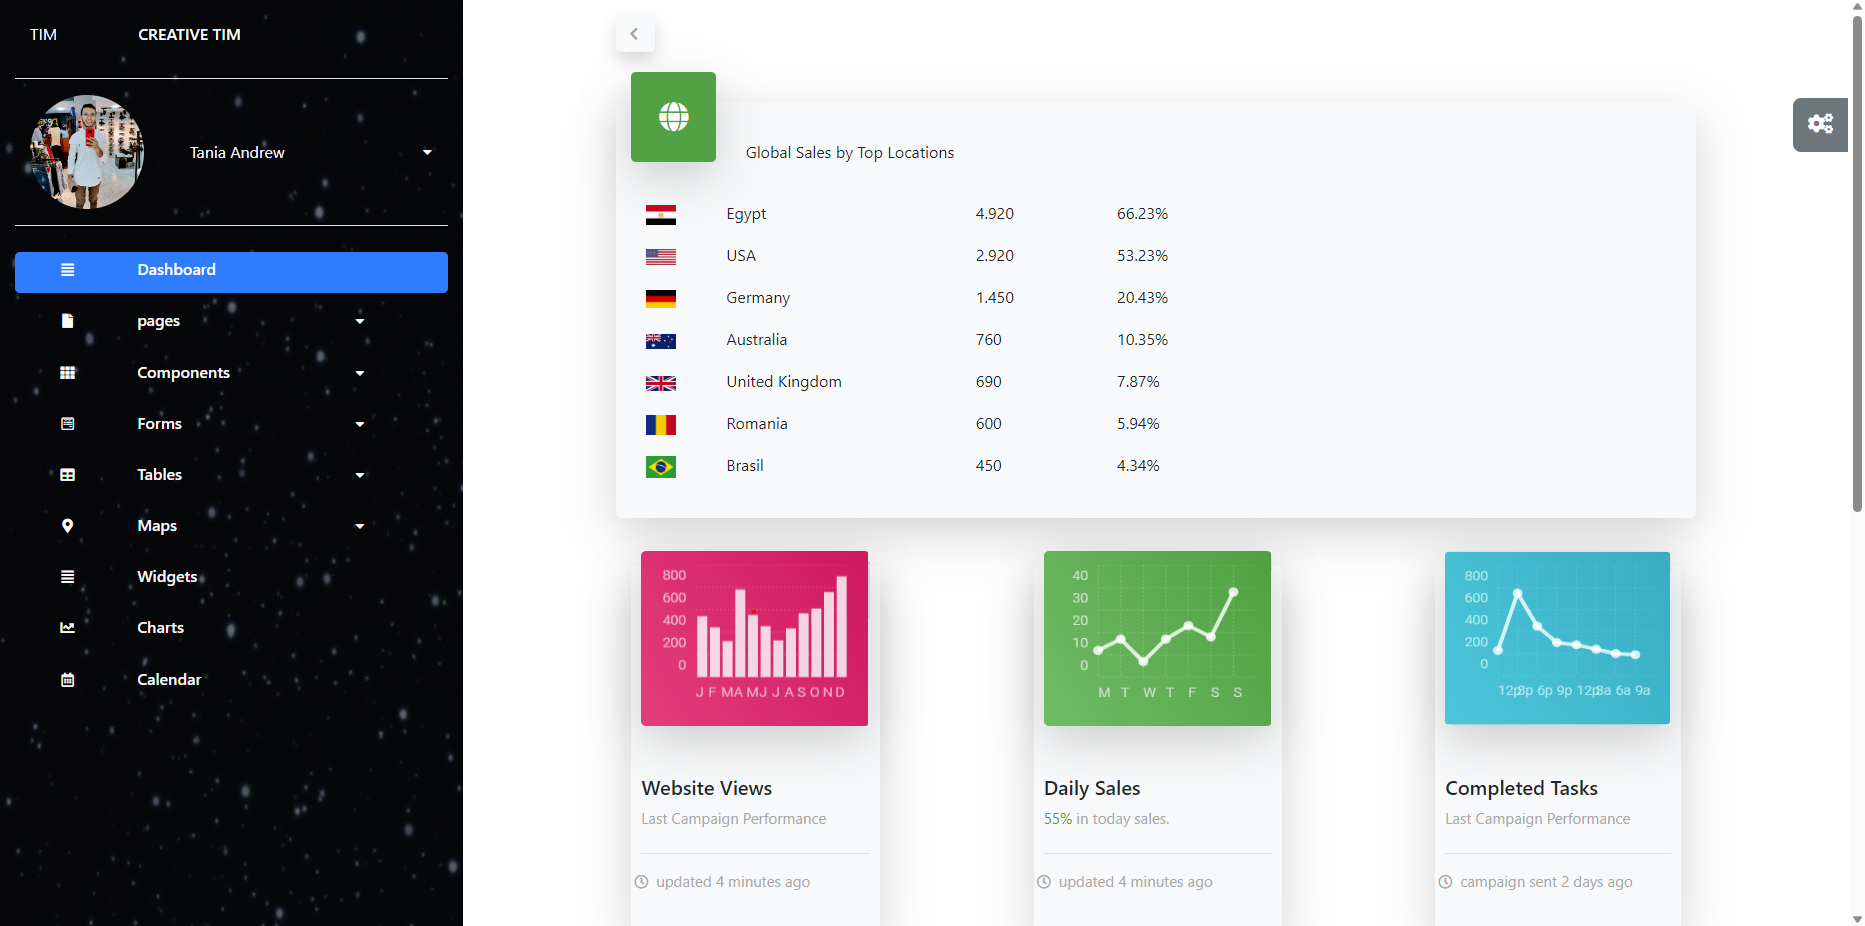 TIM CREATIVE TIM
Tania Andrew
Dashboard
pages
Components
Forms
Tables
Maps
Widgets
Charts
Calendar
Global Sales by Top Locations
Egypt 4.920 66.23%
USA 2.920 53.23%
Germany 1.450 20.43%
Australia 760 10.35%
United Kingdom 690 7.87%
Romania 600 5.94%
Brasil 450 4.34%
800
600
400
200
0
J F M A M J J A S O N D
Website Views
Last Campaign Performance
updated 4 minutes ago
40
30
20
10
0
M T W T F S S
Daily Sales
55% in today sales.
updated 4 minutes ago
800
600
400
200
0
12p 3p 6p 9p 12p 3a 6a 9a
Completed Tasks
Last Campaign Performance
campaign sent 2 days ago